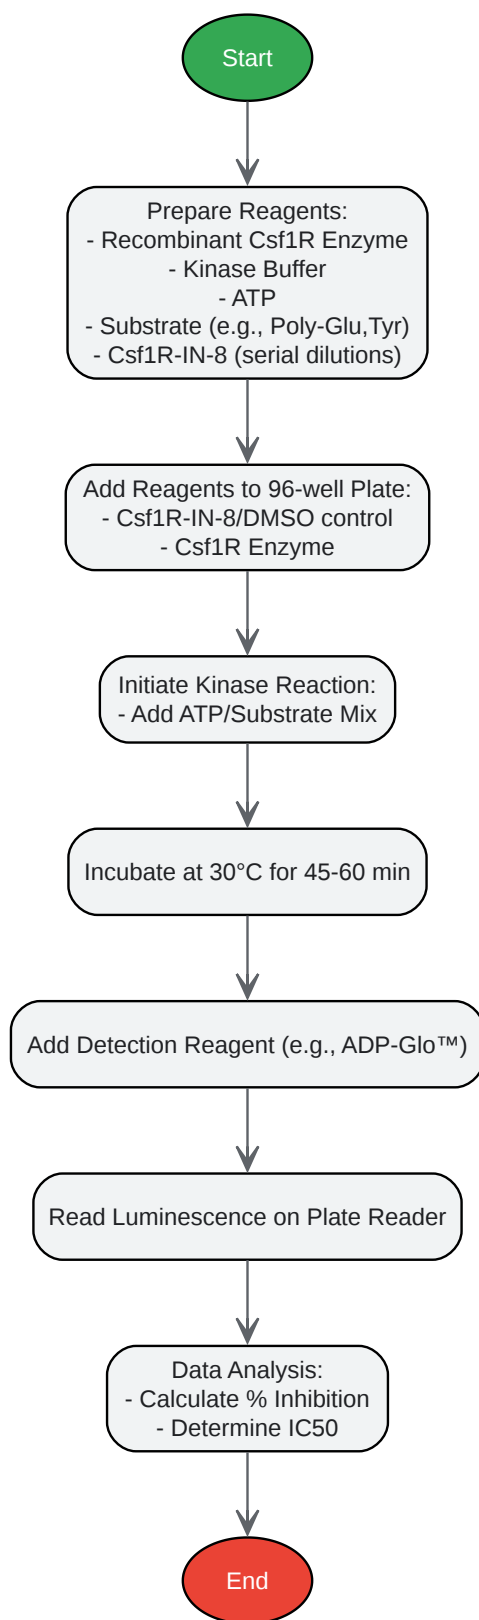 Start
Prepare Reagents:
- Recombinant Csf1R Enzyme
- Kinase Buffer
- ATP
- Substrate (e.g., Poly-Glu,Tyr)
- Csf1R-IN-8 (serial dilutions)
Add Reagents to 96-well Plate:
- Csf1R-IN-8/DMSO control
- Csf1R Enzyme
Initiate Kinase Reaction:
- Add ATP/Substrate Mix
Incubate at 30°C for 45-60 min
Add Detection Reagent (e.g., ADP-Glo™)
Read Luminescence on Plate Reader
Data Analysis:
- Calculate % Inhibition
- Determine IC50
End